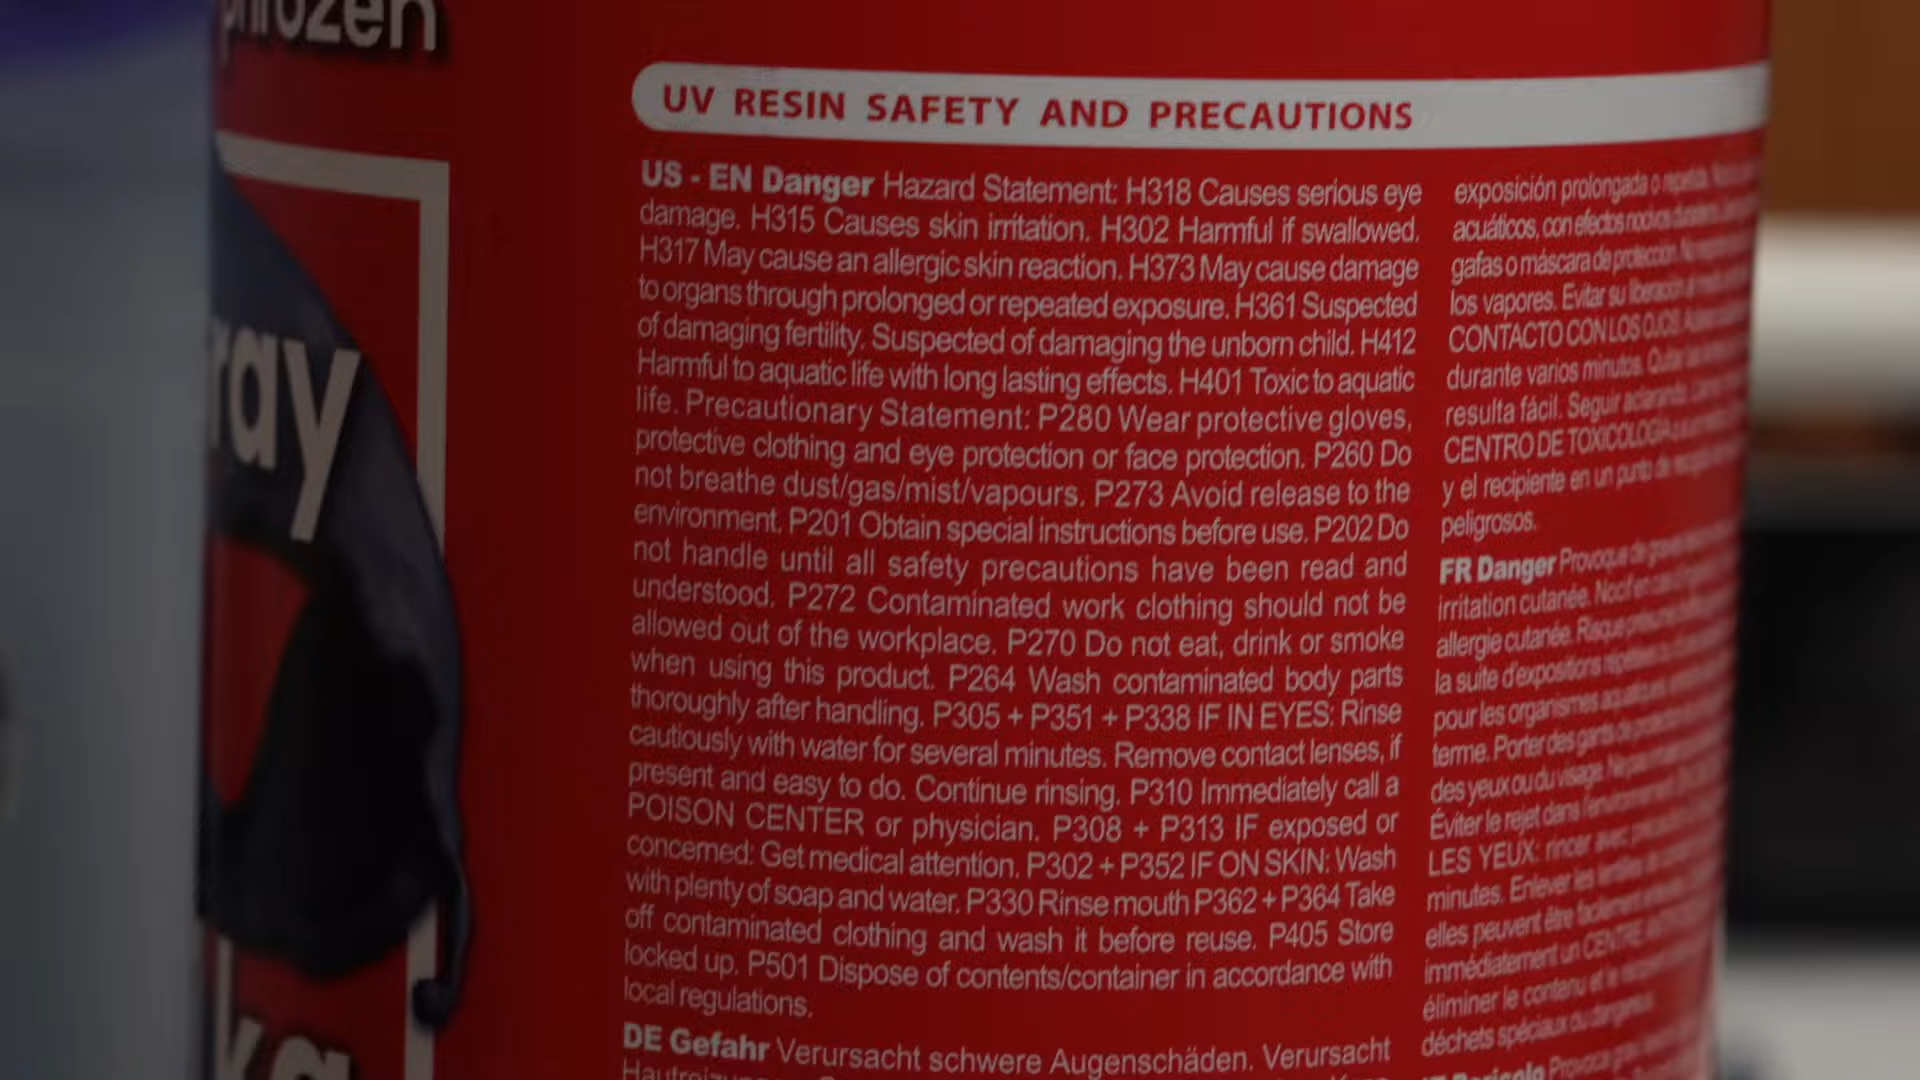 phrozen
ray
ka
UV RESIN SAFETY AND PRECAUTIONS
US - EN Danger Hazard Statement: H318 Causes serious eye
damage. H315 Causes skin irritation. H302 Harmful if swallowed.
H317 May cause an allergic skin reaction. H373 May cause damage
to organs through prolonged or repeated exposure. H361 Suspected
of damaging fertility. Suspected of damaging the unborn child. H412
Harmful to aquatic life with long lasting effects. H401 Toxic to aquatic
life. Precautionary Statement: P280 Wear protective gloves,
protective clothing and eye protection or face protection. P260 Do
not breathe dust/gas/mist/vapours. P273 Avoid release to the
environment. P201 Obtain special instructions before use. P202 Do
not handle until all safety precautions have been read and
understood. P272 Contaminated work clothing should not be
allowed out of the workplace. P270 Do not eat, drink or smoke
when using this product. P264 Wash contaminated body parts
thoroughly after handling. P305 + P351 + P338 IF IN EYES: Rinse
cautiously with water for several minutes. Remove contact lenses, if
present and easy to do. Continue rinsing. P310 Immediately call a
POISON CENTER or physician. P308 + P313 IF exposed or
concerned: Get medical attention. P302 + P352 IF ON SKIN: Wash
with plenty of soap and water. P330 Rinse mouth P362 + P364 Take
off contaminated clothing and wash it before reuse. P405 Store
locked up. P501 Dispose of contents/container in accordance with
local regulations.
DE Gefahr Verursacht schwere Augenschäden. Verursacht
exposición prolongada o repetida.
acuáticos, con efectos nocivos duraderos.
gafas o máscara de protección. No
los vapores. Evitar su liberación
CONTACTO CON LOS OJOS:
durante varios minutos. Quitar las
resulta fácil. Seguir aclarando.
CENTRO DE TOXICOLOGÍA
y el recipiente en un punto de
peligrosos.
FR Danger Provoque de
irritation cutanée. Nocif en cas
allergie cutanée. Risque
la suite d'expositions répétées
pour les organismes aquatiques
terme. Porter des gants de
des yeux ou du visage. Ne pas
Éviter le rejet dans l'environnement
LES YEUX: rincer avec
minutes. Enlever les lentilles
elles peuvent être facilement
immédiatement un CENTRE
éliminer le contenu et le
déchets spéciaux ou dangereux.
Provoca